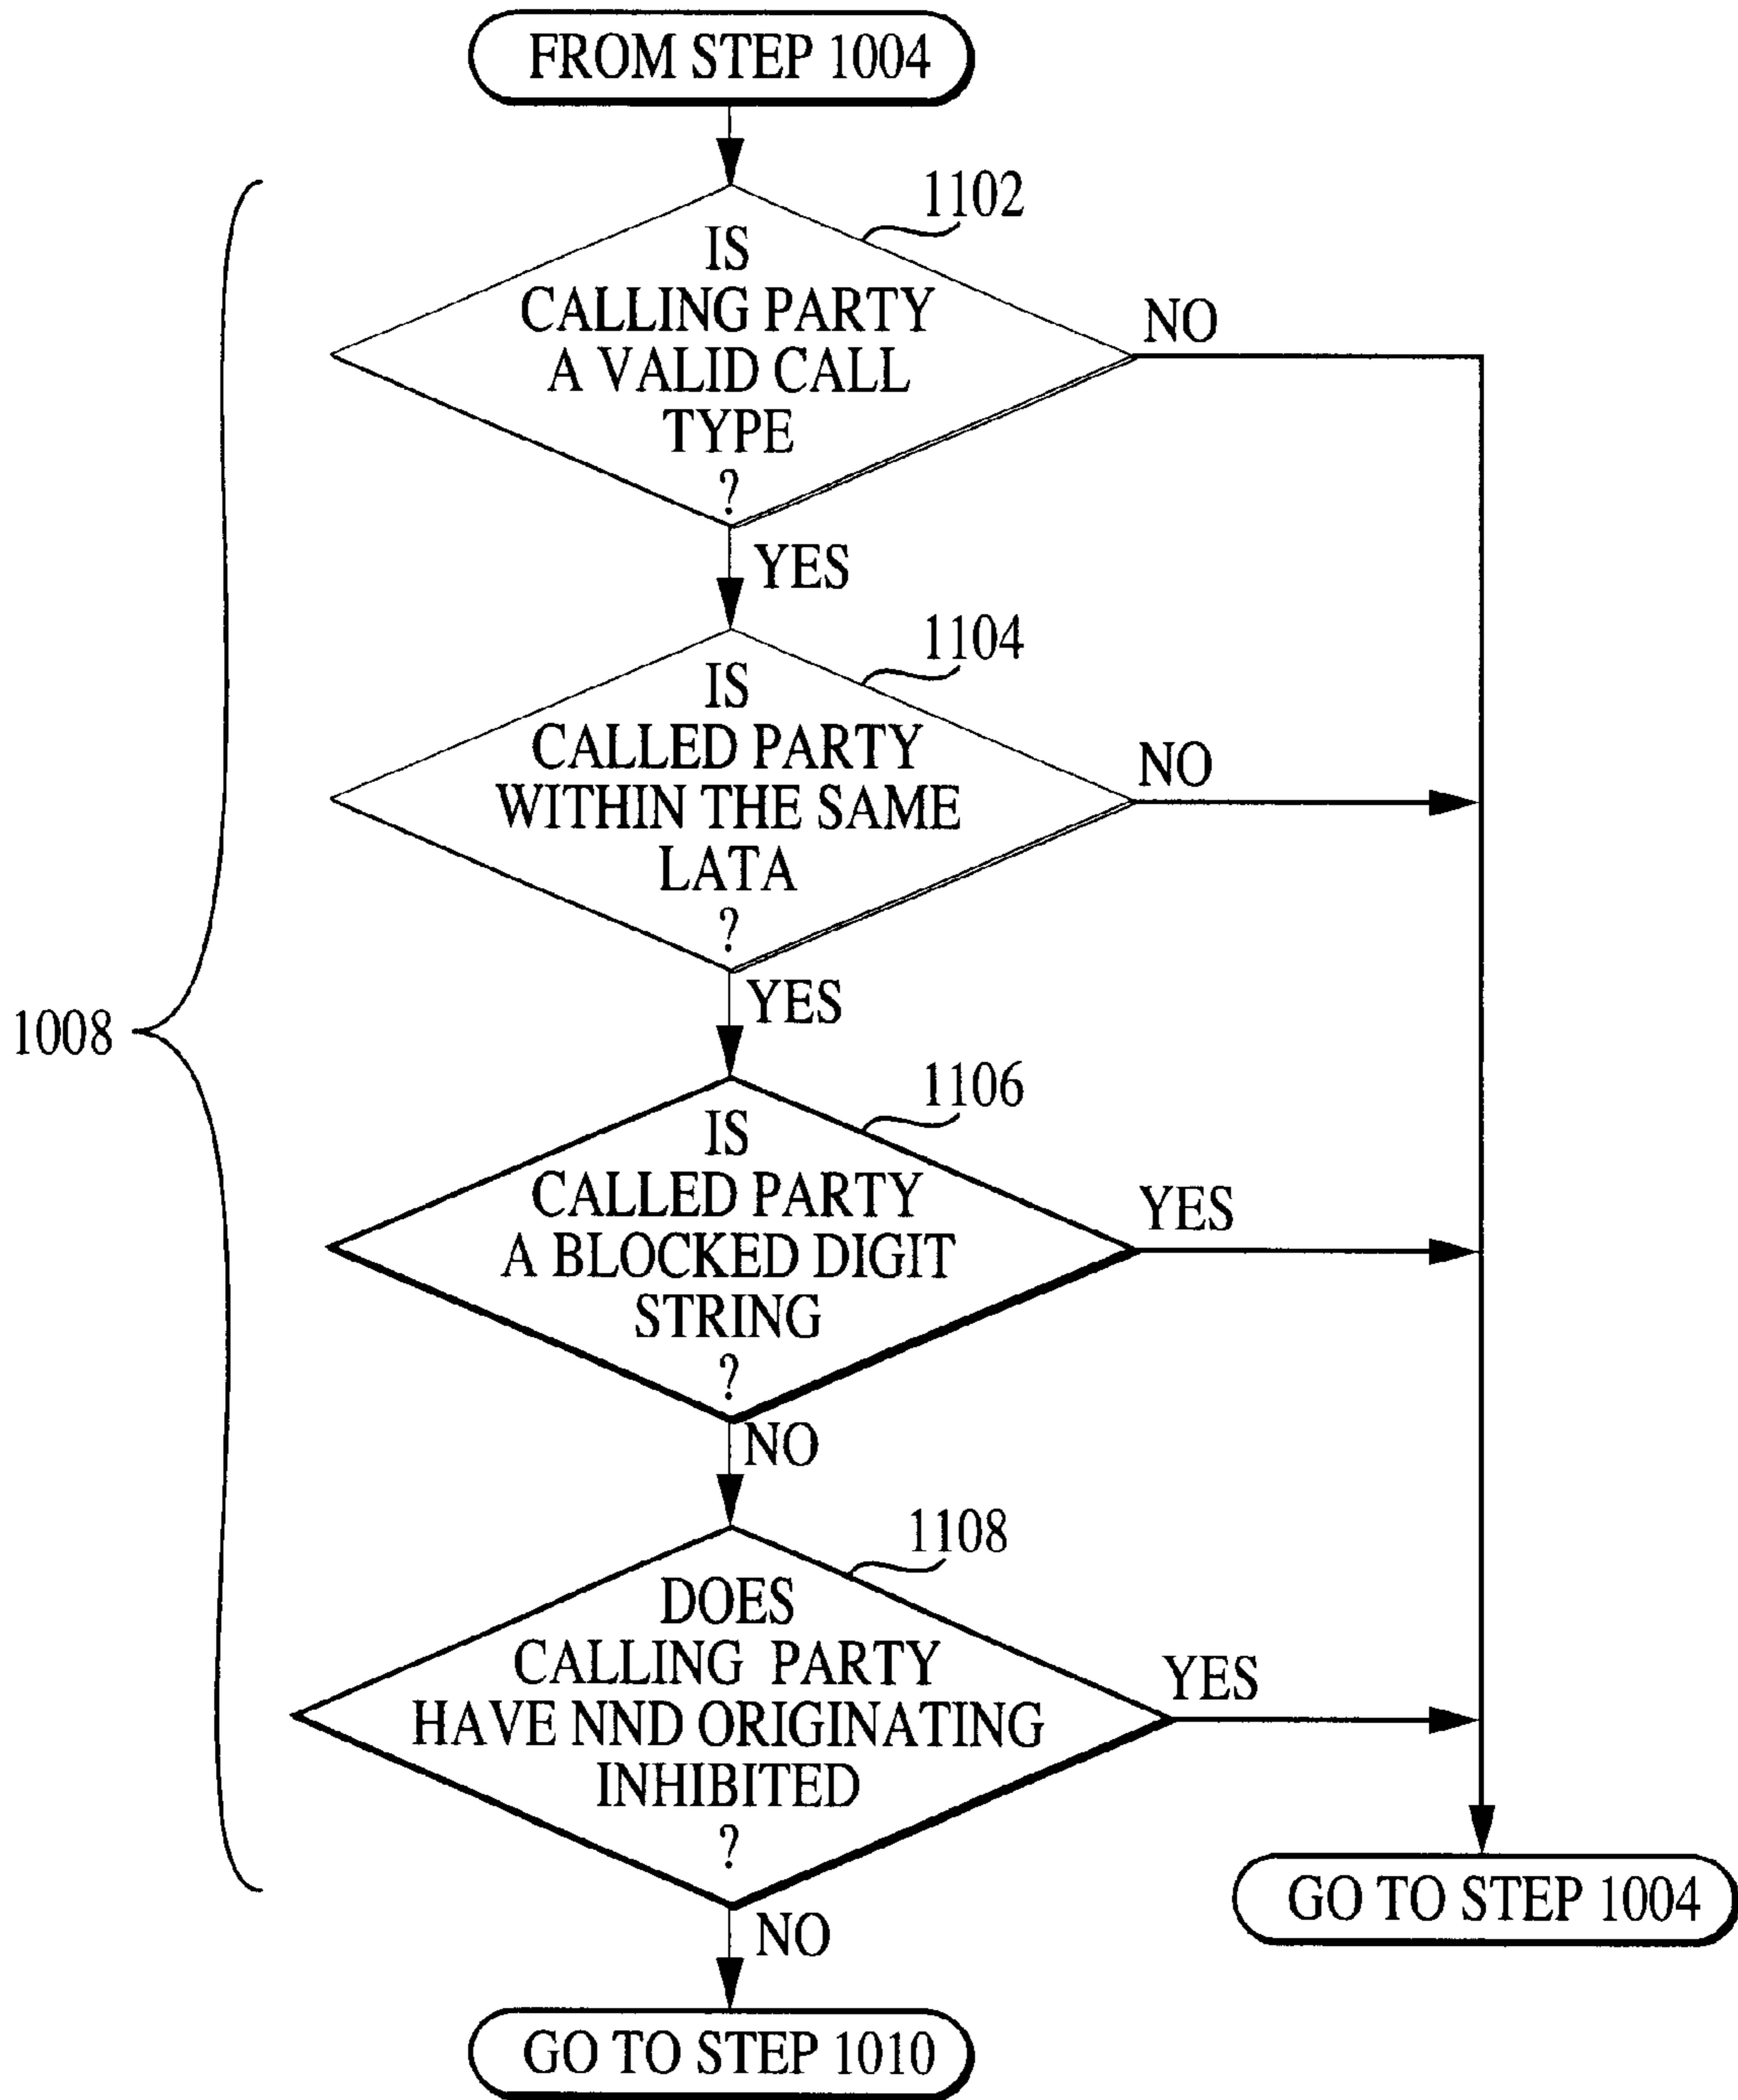 FROM STEP 1004
1102
IS
CALLING PARTY
A VALID CALL
TYPE
?
NO
YES
1104
IS
CALLED PARTY
WITHIN THE SAME
LATA
?
NO
YES
1008
1106
IS
CALLED PARTY
A BLOCKED DIGIT
STRING
?
YES
NO
1108
DOES
CALLING PARTY
HAVE NND ORIGINATING
INHIBITED
?
YES
NO
GO TO STEP 1004
GO TO STEP 1010